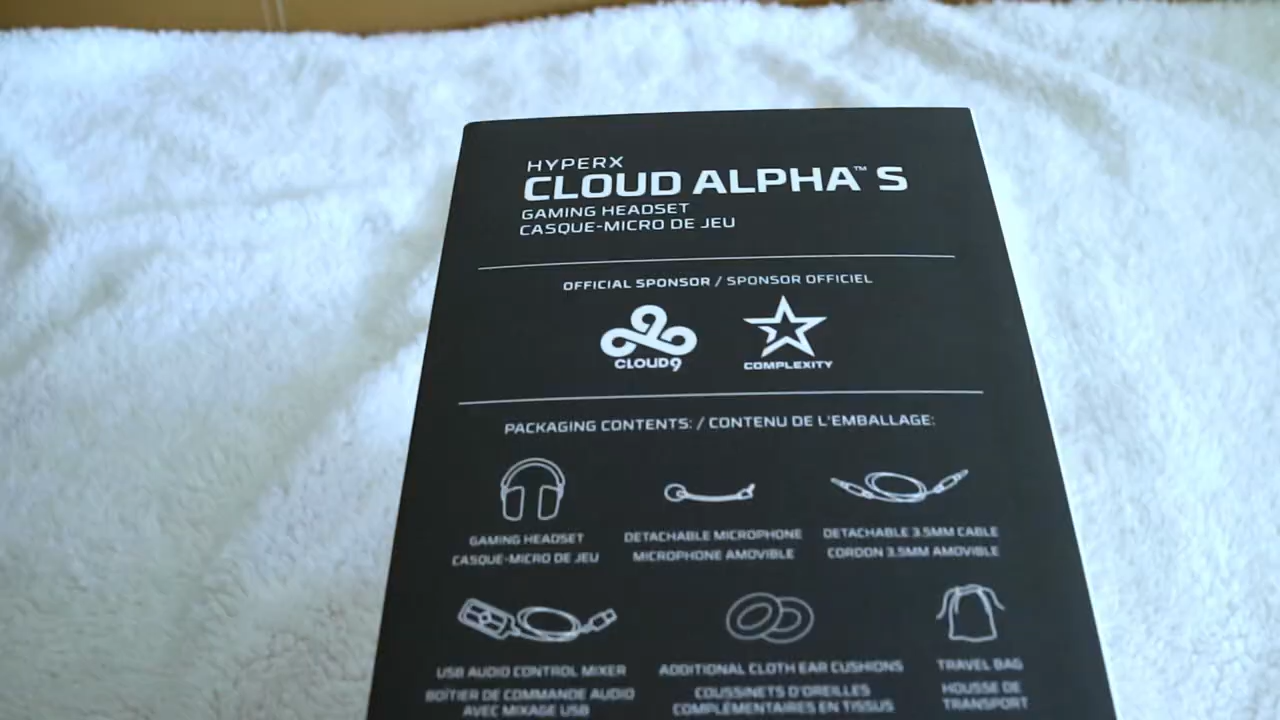 HYPERX
CLOUD ALPHA™ S
GAMING HEADSET
CASQUE-MICRO DE JEU
OFFICIAL SPONSOR / SPONSOR OFFICIEL
CLOUD9
COMPLEXITY
PACKAGING CONTENTS: / CONTENU DE L'EMBALLAGE:
GAMING HEADSET
CASQUE-MICRO DE JEU
DETACHABLE MICROPHONE
MICROPHONE AMOVIBLE
DETACHABLE 3.5MM CABLE
CORDON 3.5MM AMOVIBLE
USB AUDIO CONTROL MIXER
BOÎTIER DE COMMANDE AUDIO
AVEC MIXAGE USB
ADDITIONAL CLOTH EAR CUSHIONS
COUSSINETS D'OREILLES
COMPLÉMENTAIRES EN TISSUS
TRAVEL BAG
HOUSSE DE
TRANSPORT